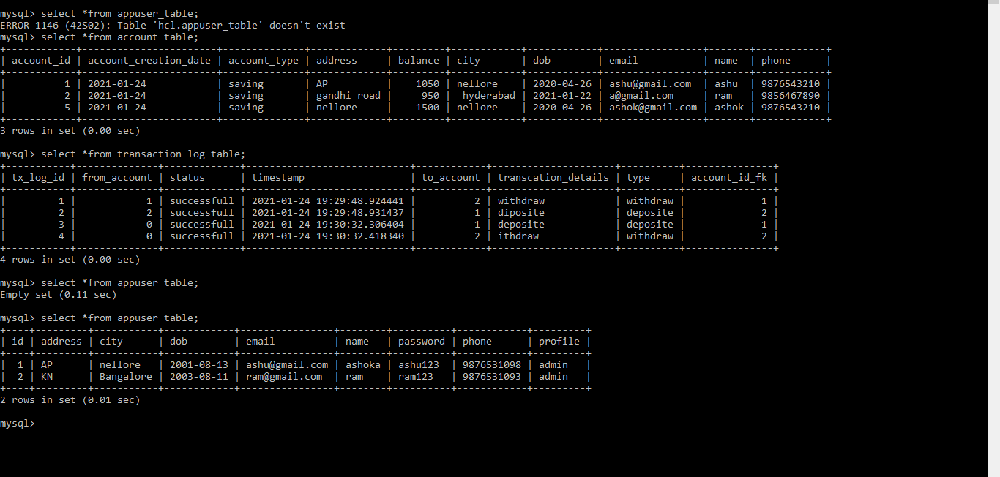 mysql> select *from appuser_table;
ERROR 1146 (42S02): Table 'hcl.appuser_table' doesn't exist
mysql> select *from account_table;
+------------+-----------------------+--------------+-------------+---------+------------+------------+-----------------+-------+------------+
| account_id | account_creation_date | account_type | address     | balance | city       | dob        | email           | name  | phone      |
+------------+-----------------------+--------------+-------------+---------+------------+------------+-----------------+-------+------------+
|          1 | 2021-01-24            | saving       | AP          |    1050 | nellore    | 2020-04-26 | ashu@gmail.com  | ashu  | 9876543210 |
|          2 | 2021-01-24            | saving       | gandhi road |     950 |  hyderabad | 2021-01-22 | a@gmail.com     | ram   | 9856467890 |
|          5 | 2021-01-24            | saving       | nellore     |    1500 | nellore    | 2020-04-26 | ashok@gmail.com | ashok | 9876543210 |
+------------+-----------------------+--------------+-------------+---------+------------+------------+-----------------+-------+------------+
3 rows in set (0.00 sec)

mysql> select *from transaction_log_table;
+-----------+--------------+-------------+----------------------------+------------+---------------------+----------+---------------+
| tx_log_id | from_account | status      | timestamp                  | to_account | transcation_details | type     | account_id_fk |
+-----------+--------------+-------------+----------------------------+------------+---------------------+----------+---------------+
|         1 |            1 | successfull | 2021-01-24 19:29:48.924441 |          2 | withdraw            | withdraw |             1 |
|         2 |            2 | successfull | 2021-01-24 19:29:48.931437 |          1 | diposite            | deposite |             2 |
|         3 |            0 | successfull | 2021-01-24 19:30:32.306404 |          1 | deposite            | deposite |             1 |
|         4 |            0 | successfull | 2021-01-24 19:30:32.418340 |          2 | ithdraw             | withdraw |             2 |
+-----------+--------------+-------------+----------------------------+------------+---------------------+----------+---------------+
4 rows in set (0.00 sec)

mysql> select *from appuser_table;
Empty set (0.11 sec)

mysql> select *from appuser_table;
+----+---------+-----------+------------+----------------+--------+----------+------------+---------+
| id | address | city      | dob        | email          | name   | password | phone      | profile |
+----+---------+-----------+------------+----------------+--------+----------+------------+---------+
|  1 | AP      | nellore   | 2001-08-13 | ashu@gmail.com | ashoka | ashu123  | 9876531098 | admin   |
|  2 | KN      | Bangalore | 2003-08-11 | ram@gmail.com  | ram    | ram123   | 9876531093 | admin   |
+----+---------+-----------+------------+----------------+--------+----------+------------+---------+
2 rows in set (0.01 sec)

mysql>